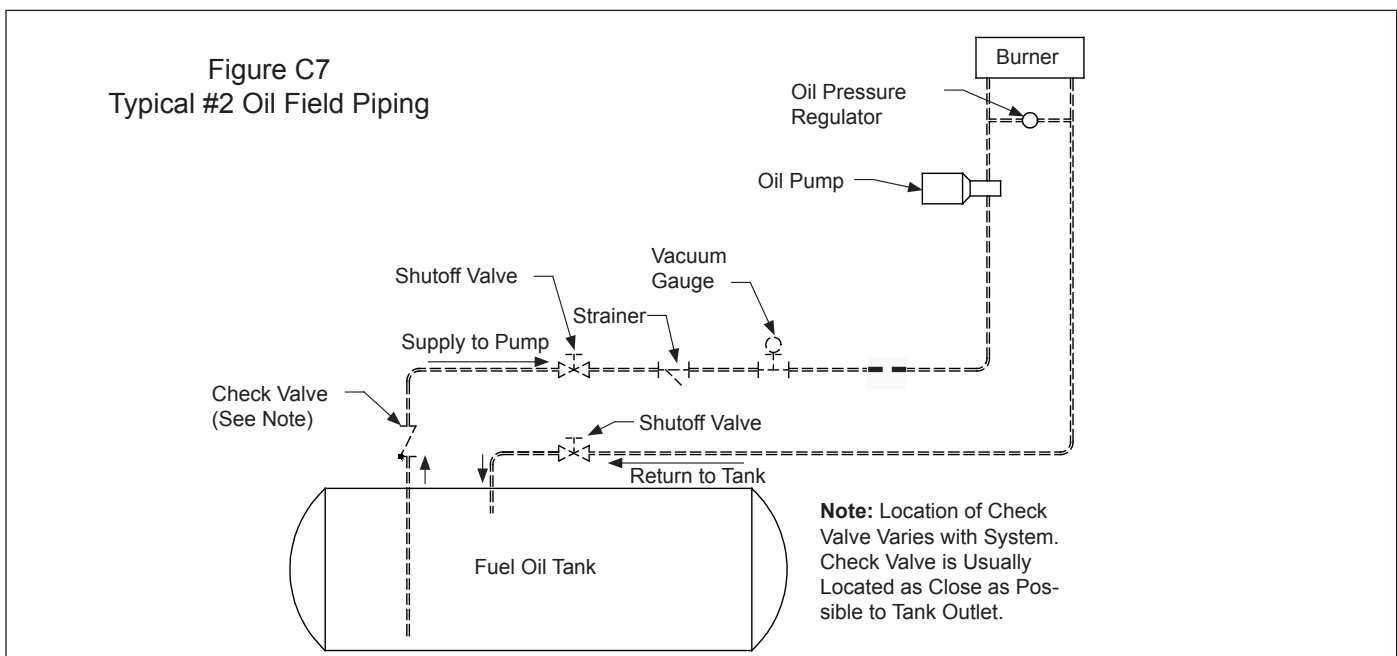 Figure C7
Typical #2 Oil Field Piping
Burner
Oil Pressure
Regulator
Oil Pump
Vacuum
Gauge
Shutoff Valve
Strainer
Supply to Pump
Check Valve
(See Note)
Shutoff Valve
Return to Tank
Fuel Oil Tank
Note: Location of Check
Valve Varies with System.
Check Valve is Usually
Located as Close as Pos-
sible to Tank Outlet.